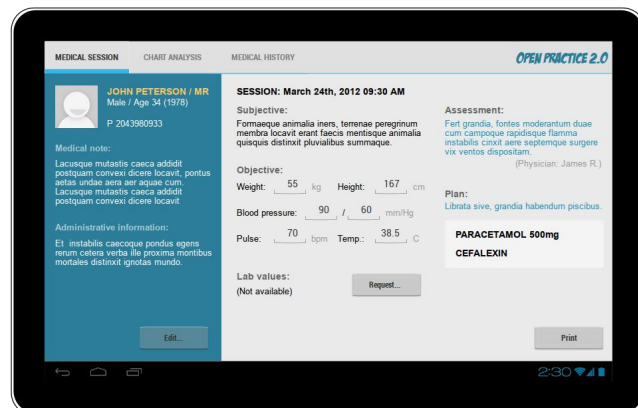 MEDICAL SESSION
CHART ANALYSIS
MEDICAL HISTORY
OPEN PRACTICE 2.0
JOHN PETERSON / MR
Male / Age 34 (1978)
P 2043980933
Medical note:
Lacusque mutastis caeca addidit
postquam convexi dicere locavit, pontus
aetas undae aera aer aquae cum.
Lacusque mutastis caeca addidit
postquam convexi dicere locavit
Administrative information:
Et instabilis caecoque pondus egens
rerum cetera verba ille proxima montibus
mortales distinxit ignotas mundo.
Edit...
SESSION: March 24th, 2012 09:30 AM
Subjective:
Formaeque animalia iners, terrenae peregrinum
membra locavit erant faecis mentisque animalia
quisquis distinxit pluvialibus summaque.
Objective:
Weight: 55 kg Height: 167 cm
Blood pressure: 90 / 60 mm/Hg
Pulse: 70 bpm Temp.: 38.5 C
Lab values:
(Not available)
Request...
Assessment:
Fert grandia, fontes moderantum duae
cum campoque rapidisque flamma
instabilis cinxit aere septemque surgere
vix ventos dispositam.
(Physician: James R.)
Plan:
Librata sive, grandia habendum piscibus.
PARACETAMOL 500mg
CEFALEXIN
Print
2:30